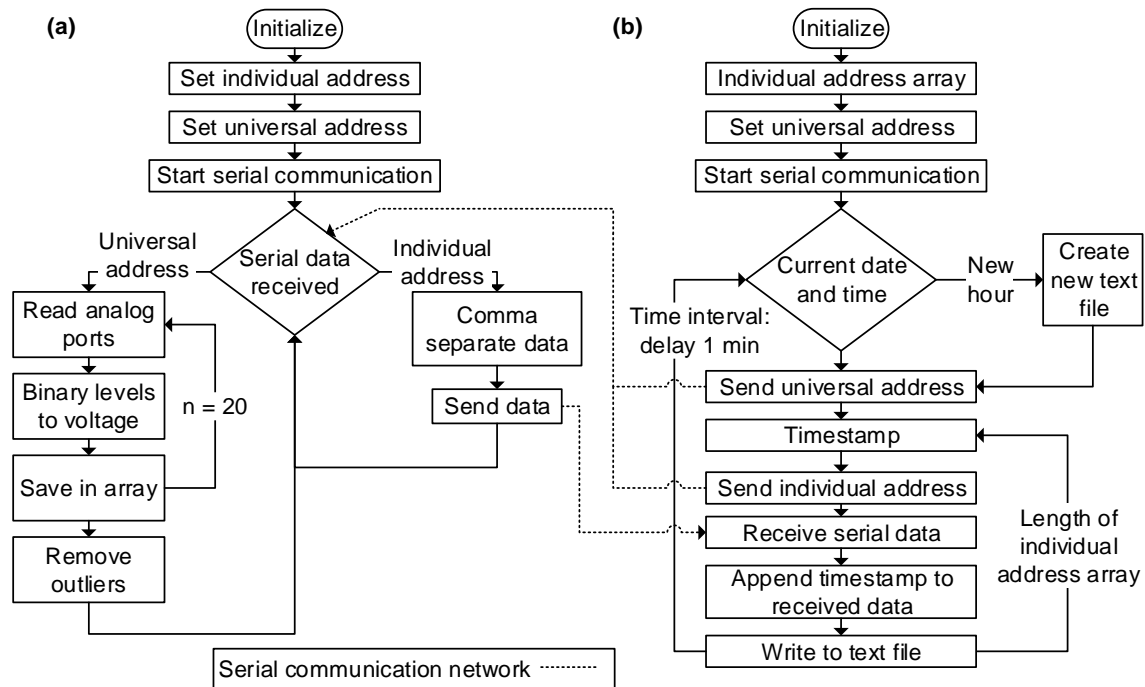 (a)
Initialize
Set individual address
Set universal address
Start serial communication
Serial data
received
Universal
address
Individual
address
Read analog
ports
Binary levels
to voltage
Save in array
n = 20
Remove
outliers
Comma
separate data
Send data
Serial communication network
(b)
Initialize
Individual address array
Set universal address
Start serial communication
Current date
and time
New
hour
Create
new text
file
Time interval:
delay 1 min
Send universal address
Timestamp
Send individual address
Receive serial data
Append timestamp to
received data
Write to text file
Length of
individual
address array